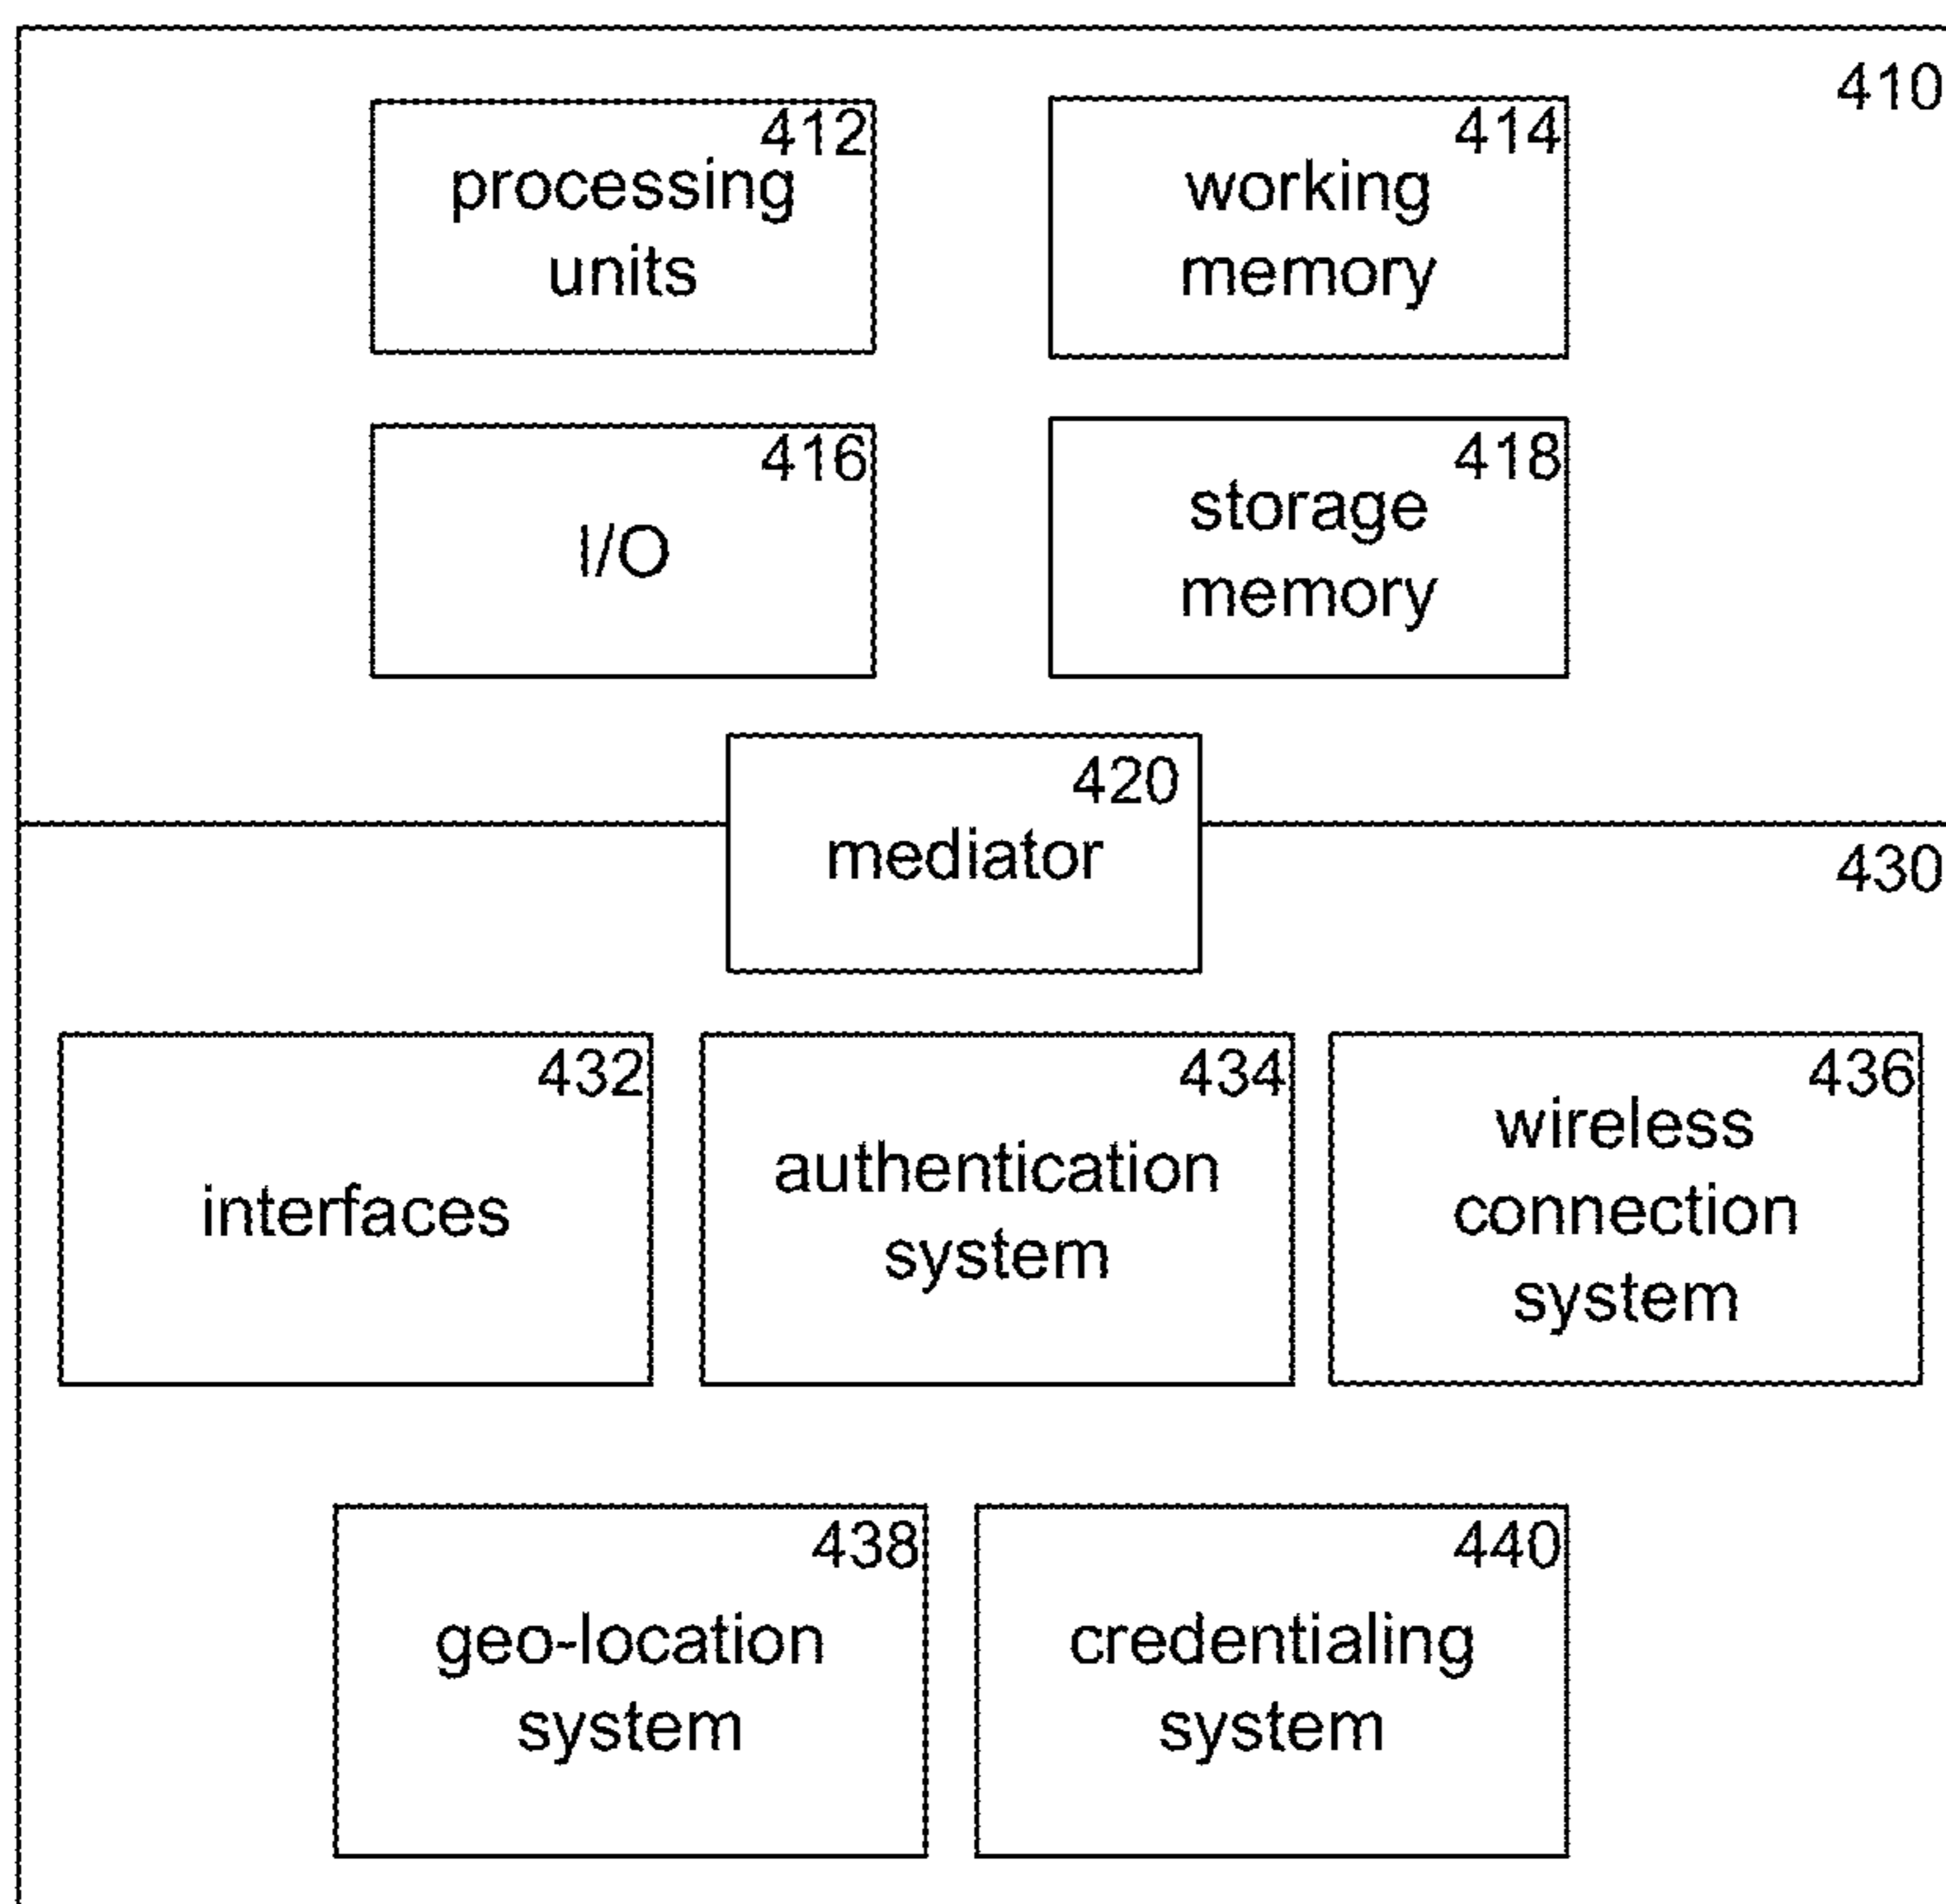 410
412
processing
units
414
working
memory
416
I/O
418
storage
memory
420
mediator
430
432
interfaces
434
authentication
system
436
wireless
connection
system
438
geo-location
system
440
credentialing
system